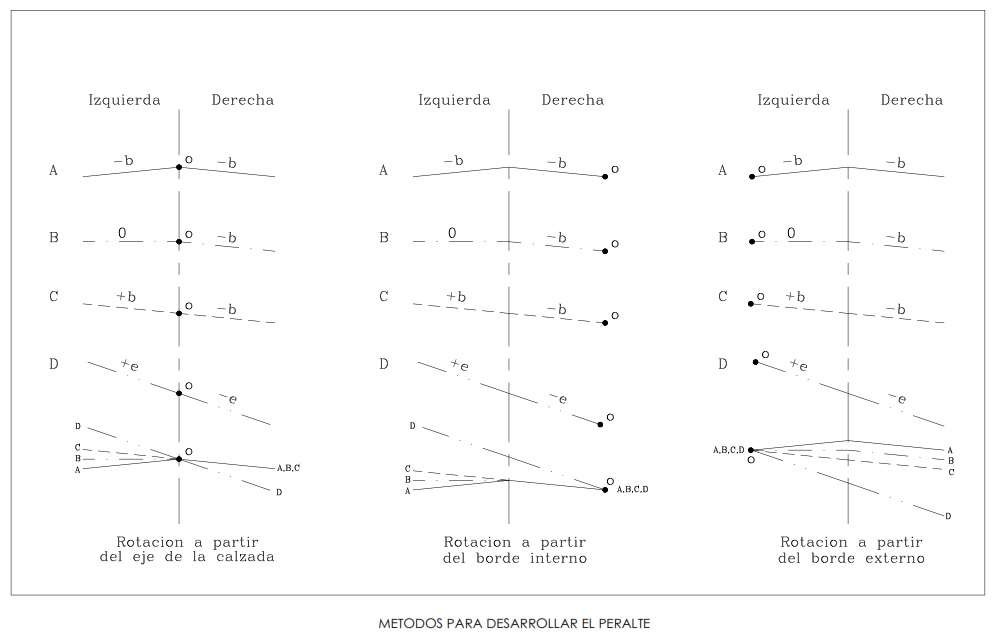 Izquierda Derecha
A −b O −b
B 0 O −b
C +b O −b
D +e O −e
D
C
B
A
O
A,B,C
D
Rotacion a partir
del eje de la calzada
Izquierda Derecha
A −b −b O
B 0 −b O
C +b −b O
D +e −e O
D
C
B
A
O
A,B,C,D
Rotacion a partir
del borde interno
Izquierda Derecha
A O −b −b
B O 0 −b
C O +b −b
D O +e −e
A,B,C,D
O
A
B
C
D
Rotacion a partir
del borde externo
METODOS PARA DESARROLLAR EL PERALTE